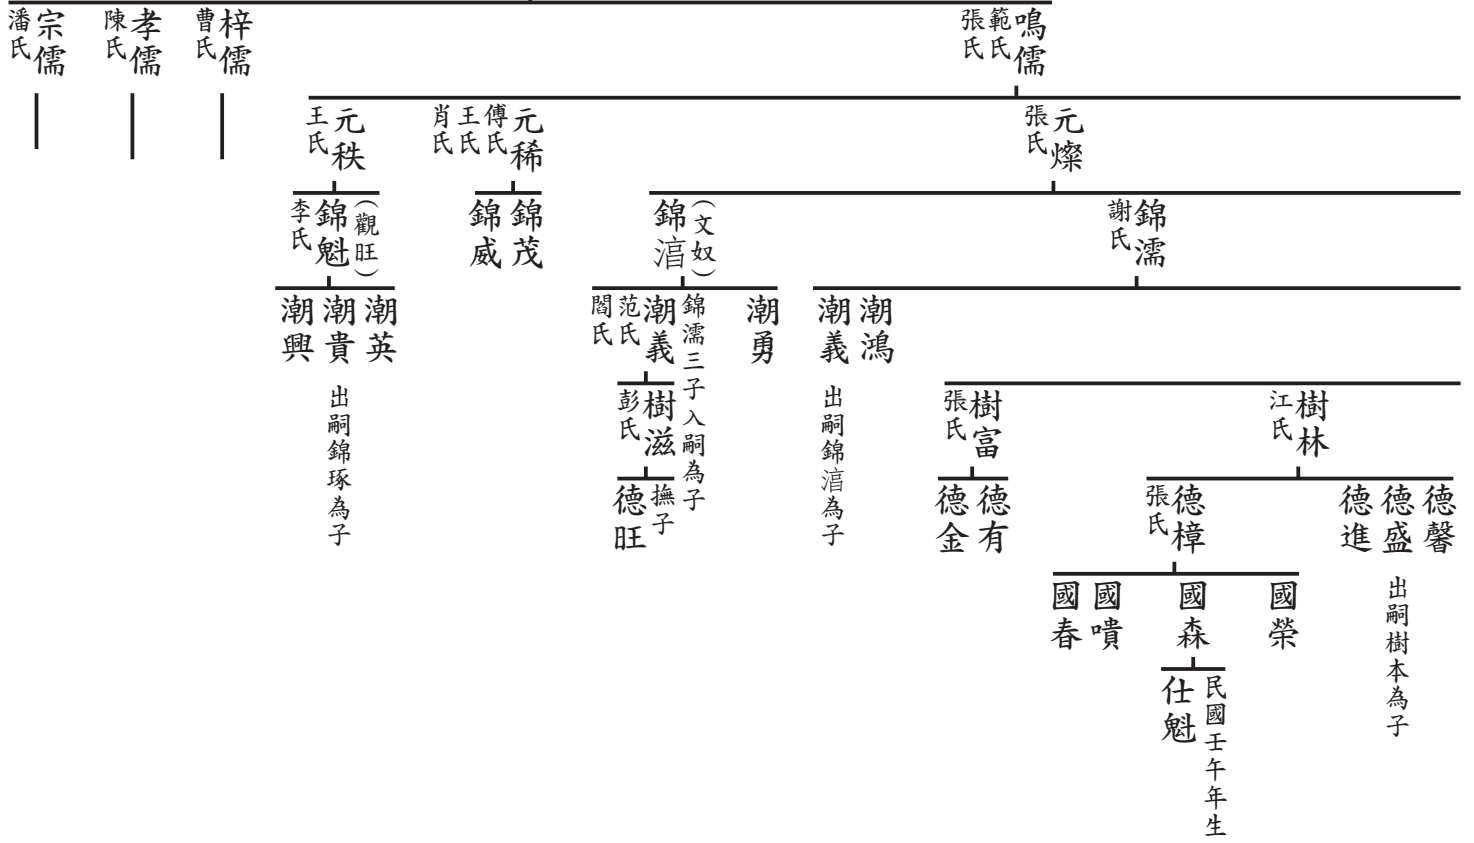 鳴儒
範氏
張氏
梓儒
曹氏
孝儒
陳氏
宗儒
潘氏
元燦
張氏
元稀
傅氏
王氏
肖氏
元秩
王氏
錦濡
謝氏
(文奴)
錦湻
錦茂
錦威
(觀旺)
錦魁
李氏
潮鴻
潮義
出嗣錦湻為子
潮勇
錦濡三子入嗣為子
潮義
范氏
閻氏
潮英
潮貴
出嗣錦琢為子
潮興
樹林
江氏
樹富
張氏
樹滋
彭氏
德馨
德盛
出嗣樹本為子
德進
德樟
張氏
德有
德金
撫子
德旺
國榮
國森
國嘳
國春
民國壬午年生
仕魁